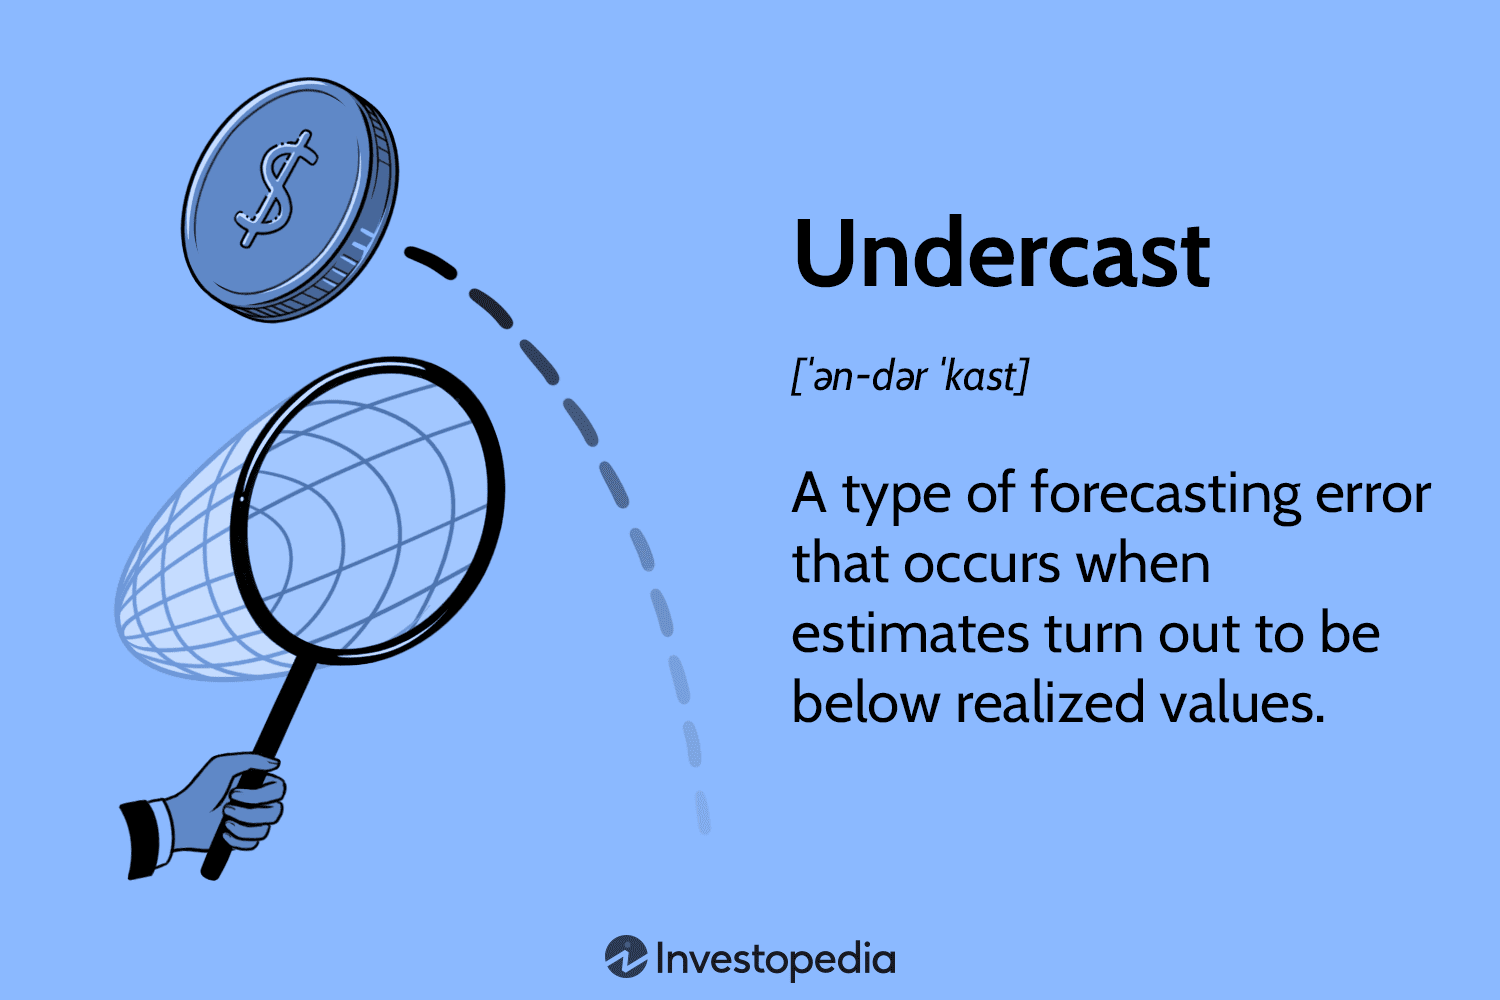 $
Undercast
[ˈən-dər ˈkast]
A type of forecasting error
that occurs when
estimates turn out to be
below realized values.
Investopedia